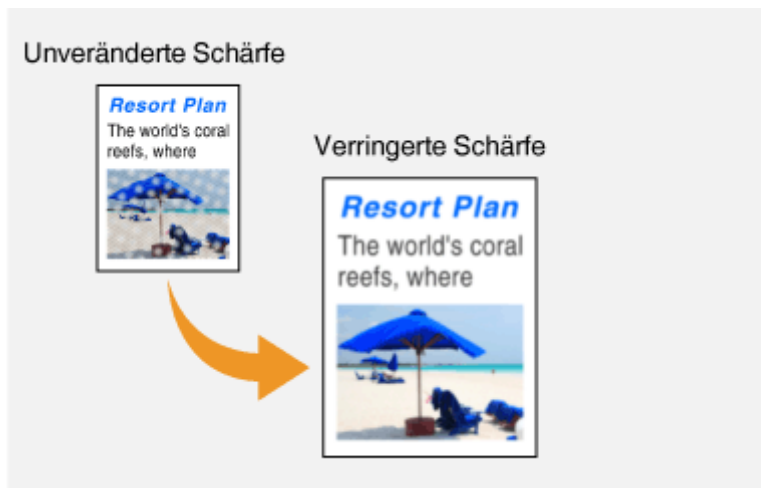 Unveränderte Schärfe
Resort Plan
The world's coral
reefs, where
Verringerte Schärfe
Resort Plan
The world's coral
reefs, where